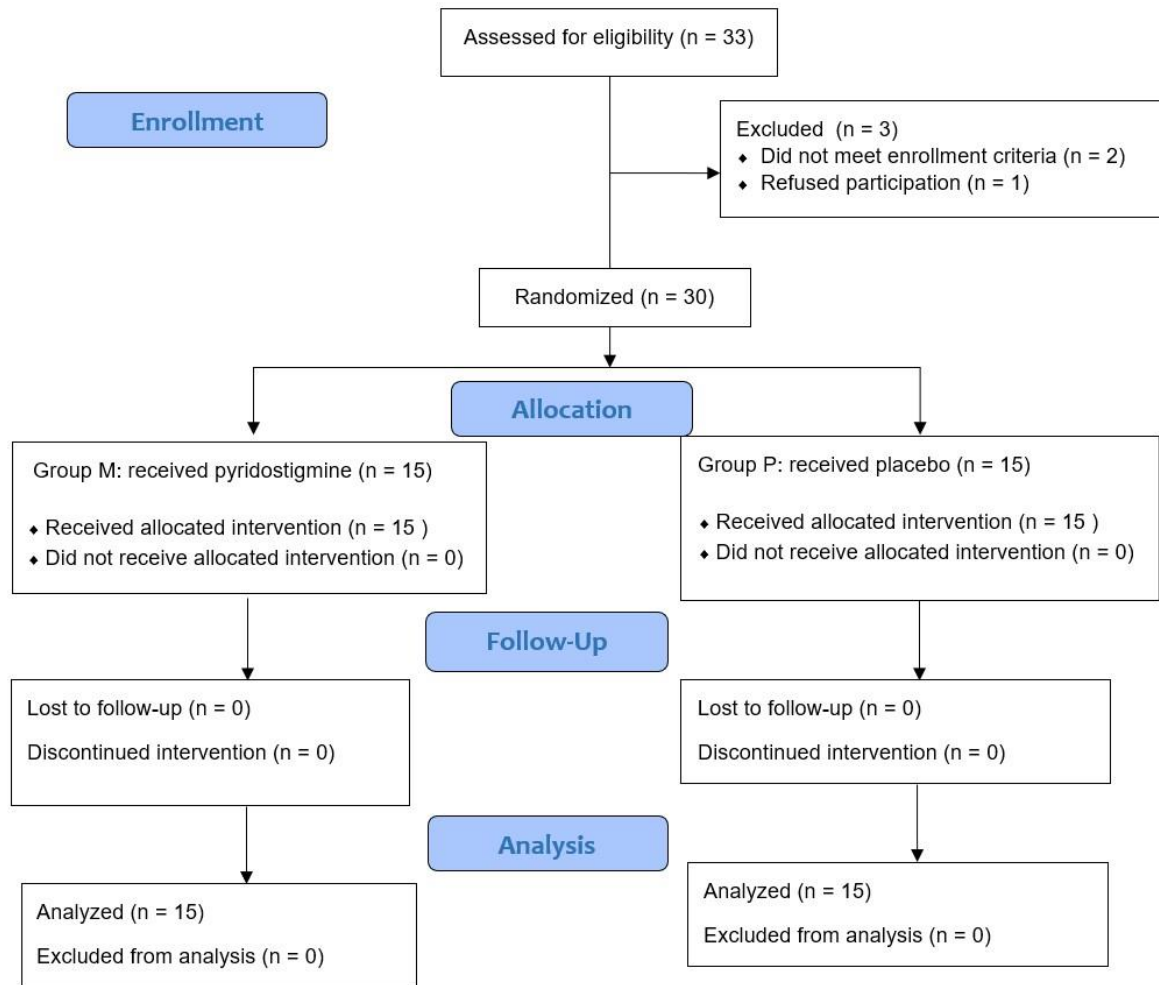 Assessed for eligibility (n = 33)
Enrollment
Excluded (n = 3)
⬥ Did not meet enrollment criteria (n = 2)
⬥ Refused participation (n = 1)
Randomized (n = 30)
Allocation
Group M: received pyridostigmine (n = 15)
⬥ Received allocated intervention (n = 15 )
⬥ Did not receive allocated intervention (n = 0)
Group P: received placebo (n = 15)
⬥ Received allocated intervention (n = 15 )
⬥ Did not receive allocated intervention (n = 0)
Follow-Up
Lost to follow-up (n = 0)
Discontinued intervention (n = 0)
Lost to follow-up (n = 0)
Discontinued intervention (n = 0)
Analysis
Analyzed (n = 15)
Excluded from analysis (n = 0)
Analyzed (n = 15)
Excluded from analysis (n = 0)